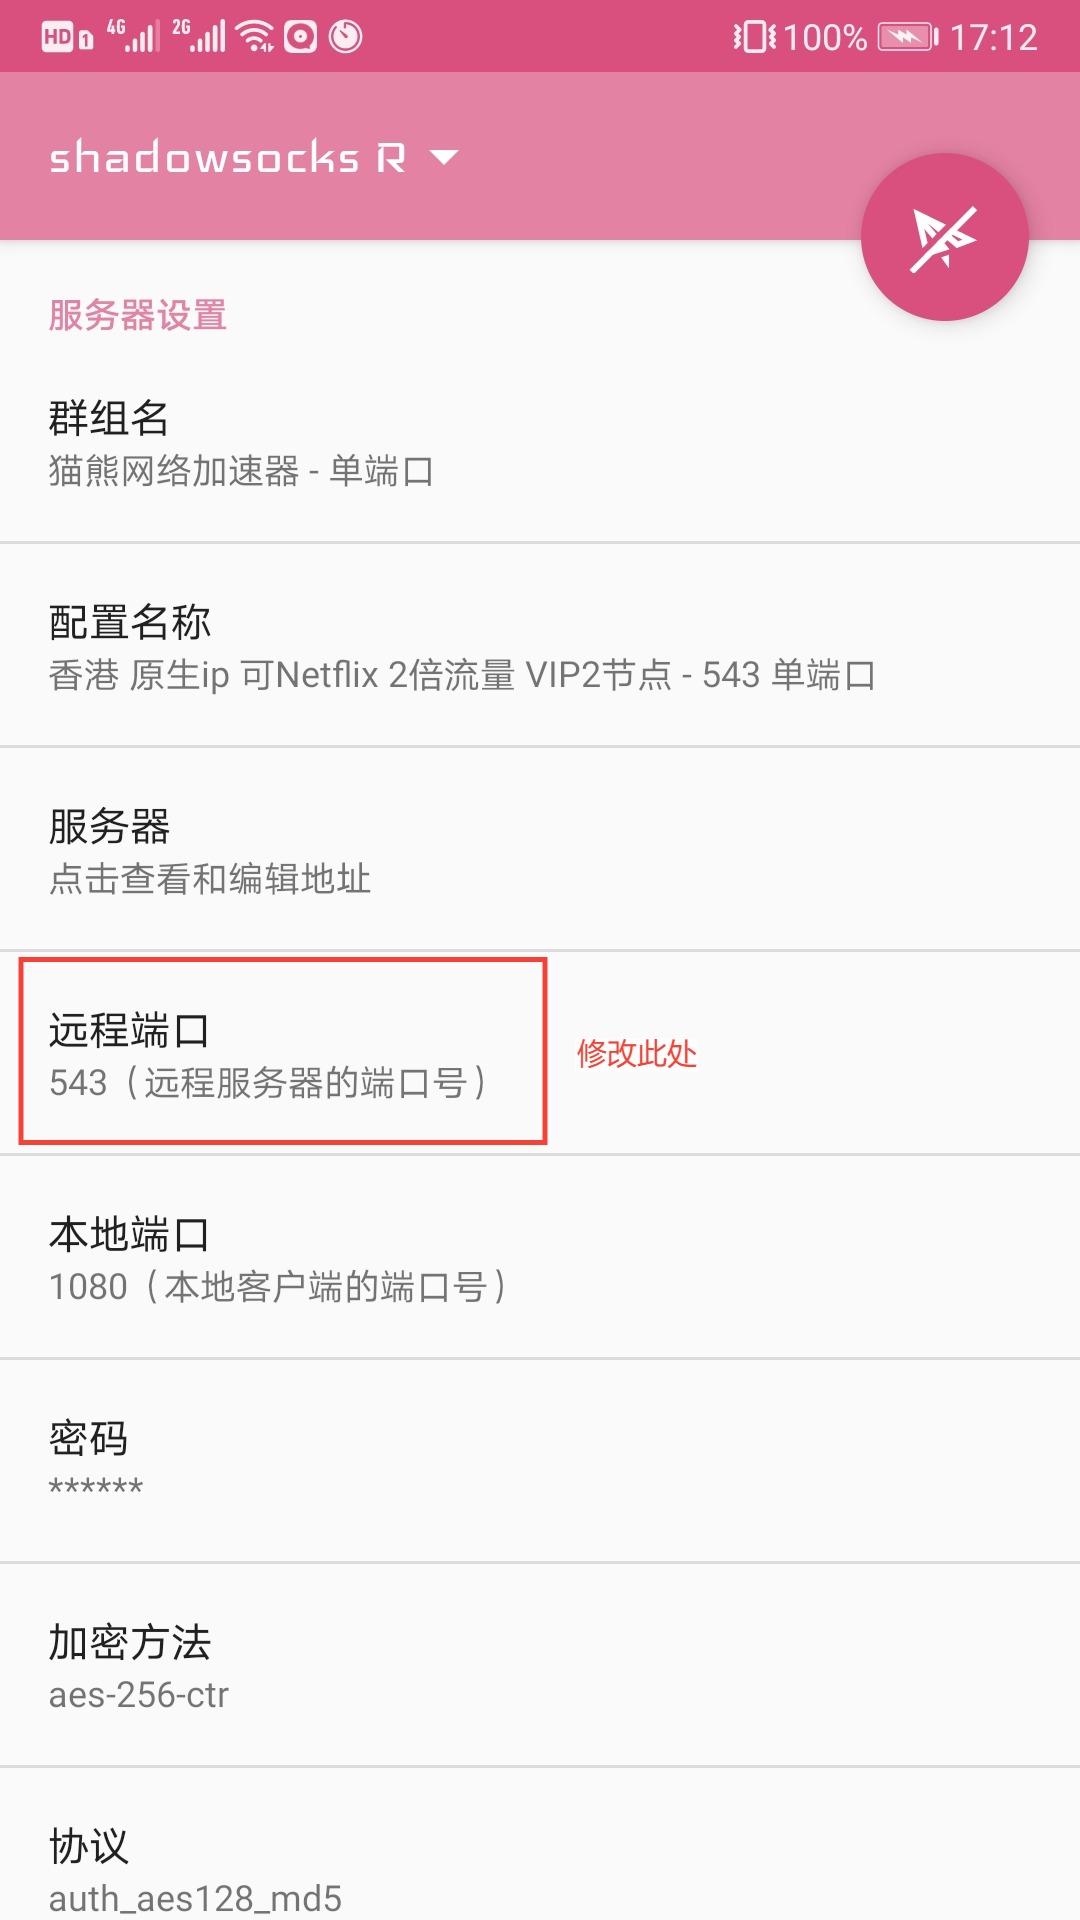 HD 1 4G 2G 100% 17:12
shadowsocks R
服务器设置
群组名
猫熊网络加速器 - 单端口
配置名称
香港 原生ip 可Netflix 2倍流量 VIP2节点 - 543 单端口
服务器
点击查看和编辑地址
远程端口
543（远程服务器的端口号）
修改此处
本地端口
1080（本地客户端的端口号）
密码
******
加密方法
aes-256-ctr
协议
auth_aes128_md5